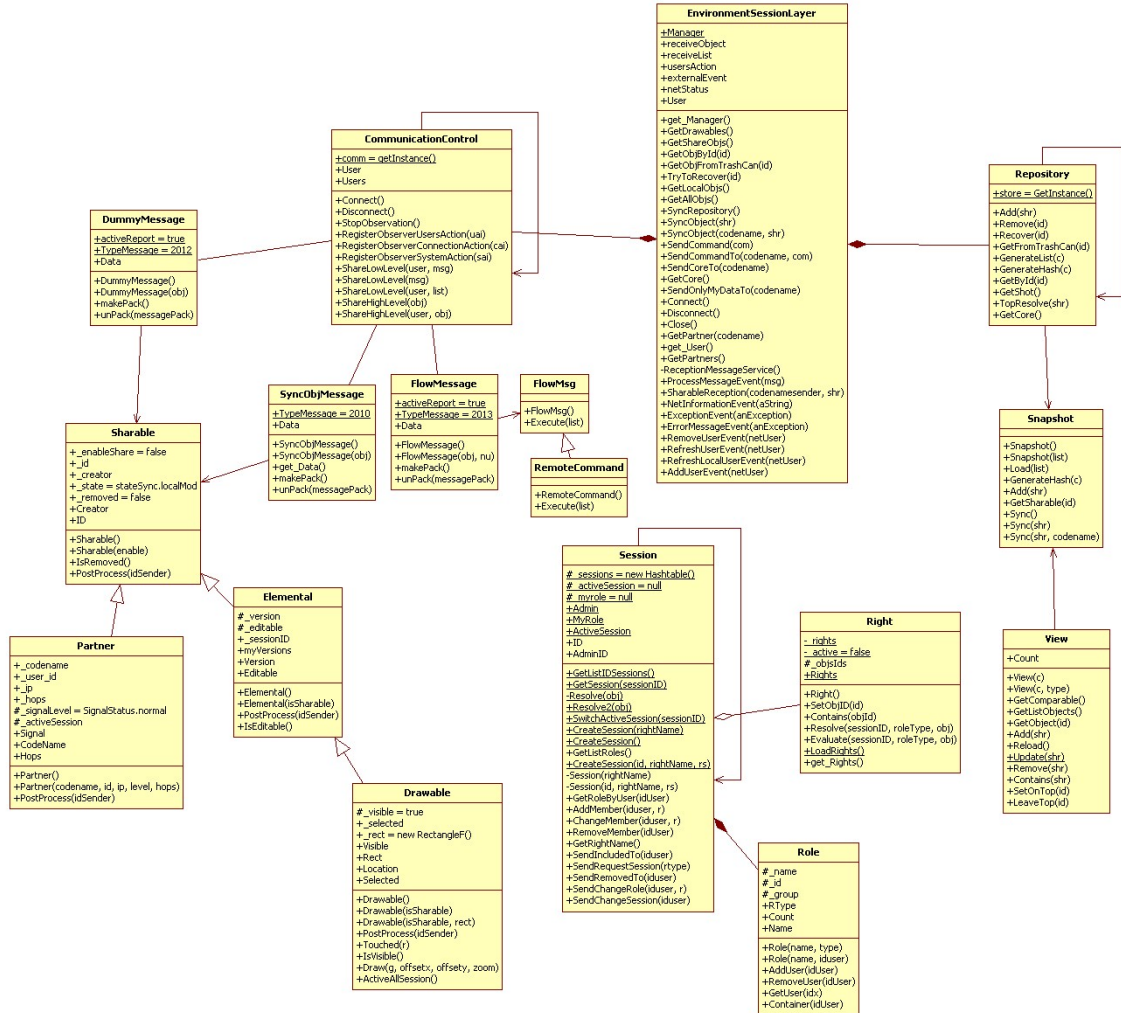 EnvironmentSessionLayer
+Manager
+receiveObject
+receiveList
+usersAction
+externalEvent
+netStatus
+User
+get_Manager()
+GetDrawables()
+GetShareObjs()
+GetObjById(id)
+GetObjFromTrashCan(id)
+TryToRecover(id)
+GetLocalObjs()
+GetAllObjs()
+SyncRepository()
+SyncObject(shr)
+SyncObject(codename, shr)
+SendCommand(com)
+SendCommandTo(codename, com)
+SendCoreTo(codename)
+GetCore()
+SendOnlyMyDataTo(codename)
+Connect()
+Disconnect()
+Close()
+GetPartner(codename)
+get_User()
+GetPartners()
-ReceptionMessageService()
+ProcessMessageEvent(msg)
+SharableReception(codenamesender, shr)
+NetInformationEvent(aString)
+ExceptionEvent(anException)
+ErrorMessageEvent(anException)
+RemoveUserEvent(netUser)
+RefreshUserEvent(netUser)
+RefreshLocalUserEvent(netUser)
+AddUserEvent(netUser)
CommunicationControl
+comm = getInstance()
+User
+Users
+Connect()
+Disconnect()
+StopObservation()
+RegisterObserverUsersAction(uai)
+RegisterObserverConnectionAction(cai)
+RegisterObserverSystemAction(sai)
+ShareLowLevel(user, msg)
+ShareLowLevel(msg)
+ShareLowLevel(user, list)
+ShareHighLevel(obj)
+ShareHighLevel(user, obj)
Repository
+store = GetInstance()
+Add(shr)
+Remove(id)
+Recover(id)
+GetFromTrashCan(id)
+GenerateList(c)
+GenerateHash(c)
+GetById(id)
+GetShot()
+TopResolve(shr)
+GetCore()
DummyMessage
+activeReport = true
+TypeMessage = 2012
+Data
+DummyMessage()
+DummyMessage(obj)
+makePack()
+unPack(messagePack)
SyncObjMessage
+TypeMessage = 2010
+Data
+SyncObjMessage()
+SyncObjMessage(obj)
+get_Data()
+makePack()
+unPack(messagePack)
FlowMessage
+activeReport = true
+TypeMessage = 2013
+Data
+FlowMessage()
+FlowMessage(obj, nu)
+makePack()
+unPack(messagePack)
FlowMsg
+FlowMsg()
+Execute(list)
RemoteCommand
+RemoteCommand()
+Execute(list)
Sharable
+_enableShare = false
+_id
+_creator
+_state = stateSync.localMod
+_removed = false
+Creator
+ID
+Sharable()
+Sharable(enable)
+IsRemoved()
+PostProcess(idSender)
Snapshot
+Snapshot()
+Snapshot(list)
+Load(list)
+GenerateHash(c)
+Add(shr)
+GetSharable(id)
+Sync()
+Sync(shr)
+Sync(shr, codename)
Session
#_sessions = new Hashtable()
#_activeSession = null
#_myrole = null
+Admin
+MyRole
+ActiveSession
+ID
+AdminID
+GetListIDSessions()
+GetSession(sessionID)
-Resolve(obj)
+Resolve2(obj)
+SwitchActiveSession(sessionID)
+CreateSession(rightName)
+CreateSession()
+GetListRoles()
+CreateSession(id, rightName, rs)
-Session(rightName)
-Session(id, rightName, rs)
+GetRoleByUser(idUser)
+AddMember(iduser, r)
+ChangeMember(iduser, r)
+RemoveMember(idUser)
+GetRightName()
+SendIncludedTo(iduser)
+SendRequestSession(rtype)
+SendRemovedTo(iduser)
+SendChangeRole(iduser, r)
+SendChangeSession(iduser)
Elemental
#_version
#_editable
+_sessionID
+myVersions
+Version
+Editable
+Elemental()
+Elemental(isSharable)
+PostProcess(idSender)
+IsEditable()
Right
-_rights
-_active = false
#_objsIds
+Rights
+Right()
+SetObjID(id)
+Contains(objId)
+Resolve(sessionID, roleType, obj)
+Evaluate(sessionID, roleType, obj)
+LoadRights()
+get_Rights()
View
+Count
+View(c)
+View(c, type)
+GetComparable()
+GetListObjects()
+GetObject(id)
+Add(shr)
+Reload()
+Update(shr)
+Remove(shr)
+Contains(shr)
+SetOnTop(id)
+LeaveTop(id)
Partner
+_codename
+_user_id
+_ip
+_hops
#_signalLevel = SignalStatus.normal
#_activeSession
+Signal
+CodeName
+Hops
+Partner()
+Partner(codename, id, ip, level, hops)
+PostProcess(idSender)
Drawable
#_visible = true
+_selected
+_rect = new RectangleF()
+Visible
+Rect
+Location
+Selected
+Drawable()
+Drawable(isSharable)
+Drawable(isSharable, rect)
+PostProcess(idSender)
+Touched(r)
+IsVisible()
+Draw(g, offsetx, offsety, zoom)
+ActiveAllSession()
Role
#_name
#_id
#_group
+RType
+Count
+Name
+Role(name, type)
+Role(name, iduser)
+AddUser(idUser)
+RemoveUser(idUser)
+GetUser(idx)
+Container(idUser)